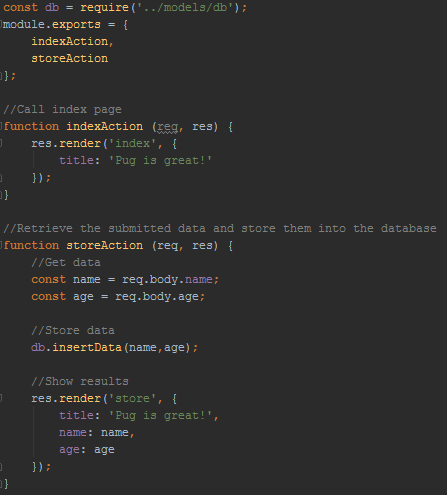 const db = require('../models/db');
module.exports = {
    indexAction,
    storeAction
};

//Call index page
function indexAction (req, res) {
    res.render('index', {
        title: 'Pug is great!'
    });
}

//Retrieve the submitted data and store them into the database
function storeAction (req, res) {
    //Get data
    const name = req.body.name;
    const age = req.body.age;

    //Store data
    db.insertData(name,age);

    //Show results
    res.render('store', {
        title: 'Pug is great!',
        name: name,
        age: age
    });
}